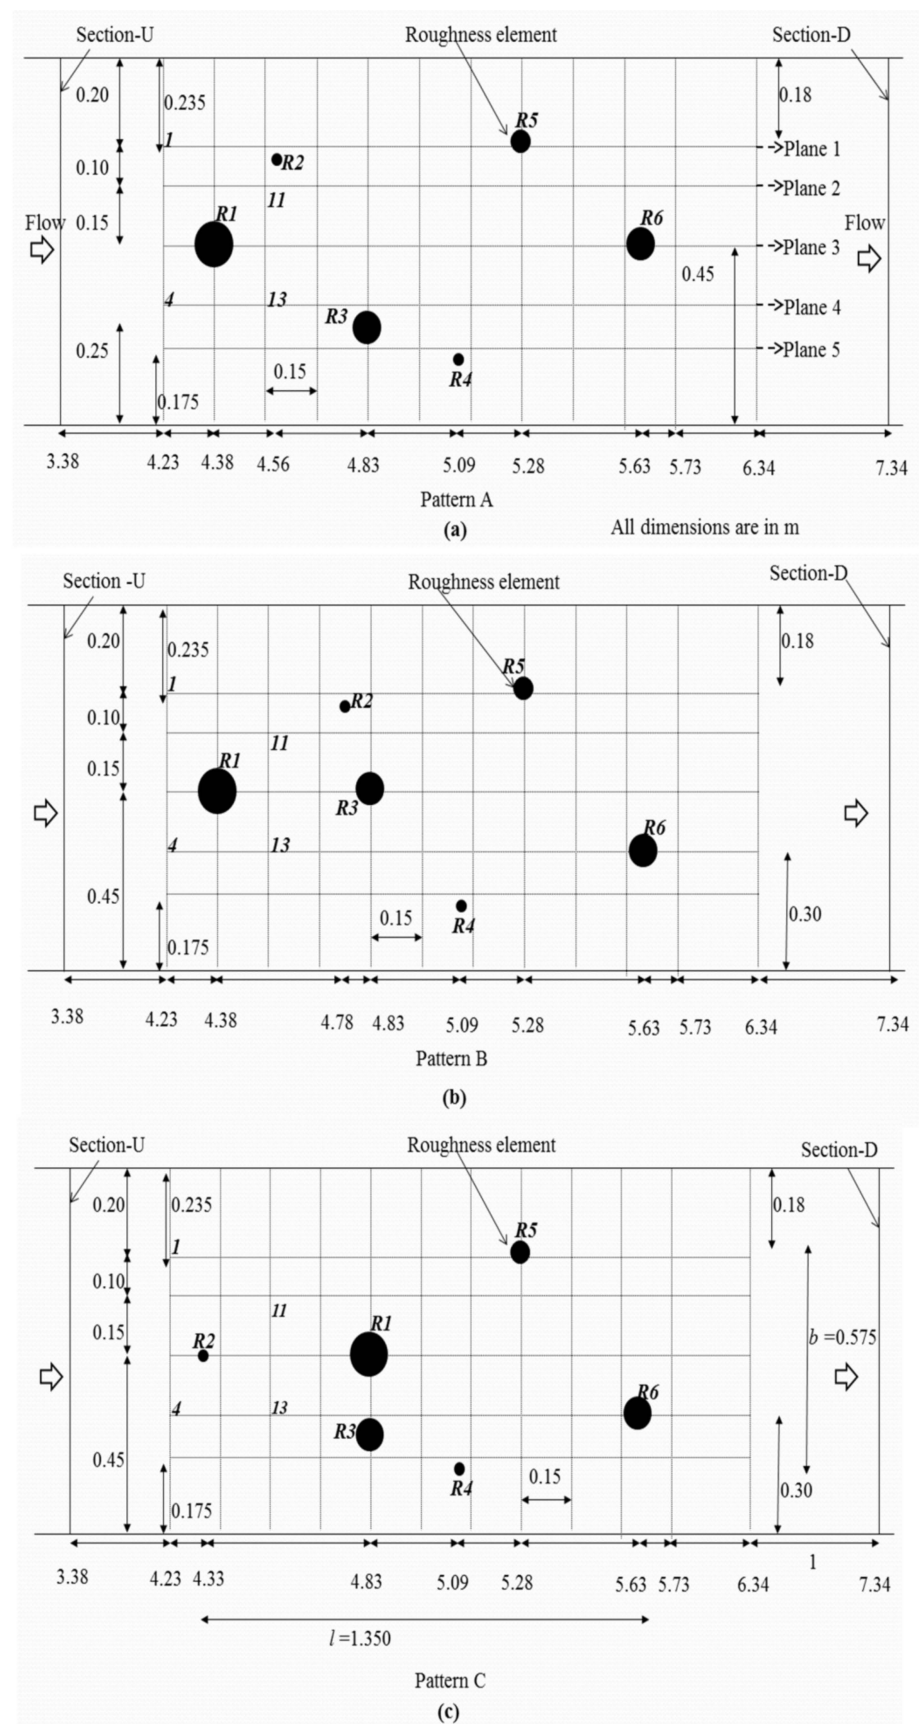 Section-U Roughness element Section-D
0.20 0.235 0.18
R5
1 Plane 1
R2
0.10 Plane 2
11
0.15 R1 R6
Flow Flow
Plane 3
0.45
4 13 Plane 4
R3
0.25 Plane 5
0.15 R4
0.175
3.38 4.23 4.38 4.56 4.83 5.09 5.28 5.63 5.73 6.34 7.34
Pattern A
(a) All dimensions are in m
Section -U Roughness element Section-D
0.20 0.235 0.18
R5
1
R2
0.10
11
0.15 R1
R3
R6
4 13
0.45 0.15 R4 0.30
0.175
3.38 4.23 4.38 4.78 4.83 5.09 5.28 5.63 5.73 6.34 7.34
Pattern B
(b)
Section-U Roughness element Section-D
0.20 0.235 0.18
R5
1
0.10
11
0.15 R2 R1 b =0.575
R6
4 13
R3
0.45 R4 0.15 0.30
0.175
1
3.38 4.23 4.33 4.83 5.09 5.28 5.63 5.73 6.34 7.34
l =1.350
Pattern C
(c)